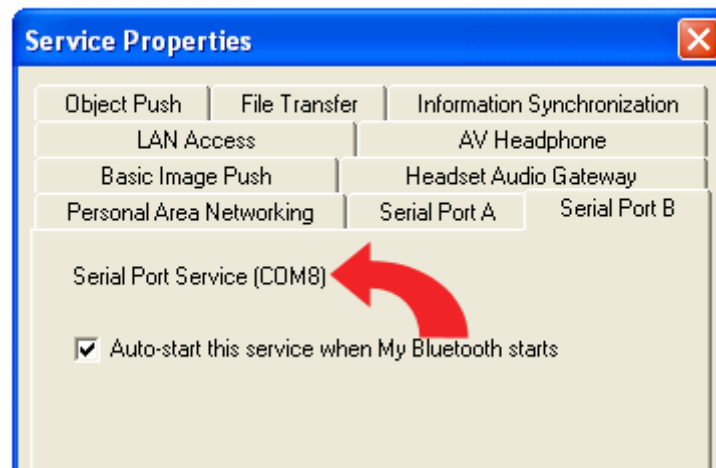 Service Properties
Object Push File Transfer Information Synchronization
LAN Access AV Headphone
Basic Image Push Headset Audio Gateway
Personal Area Networking Serial Port A Serial Port B
Serial Port Service (COM8)
Auto-start this service when My Bluetooth starts